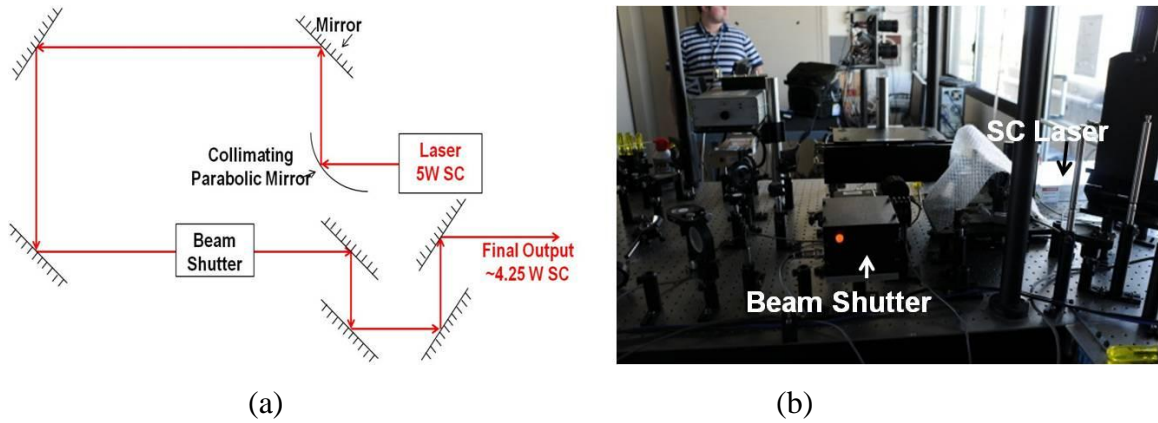 Mirror
Collimating
Parabolic Mirror
Laser
5W SC
Beam
Shutter
Final Output
~4.25 W SC
SC Laser
Beam Shutter
(a)
(b)